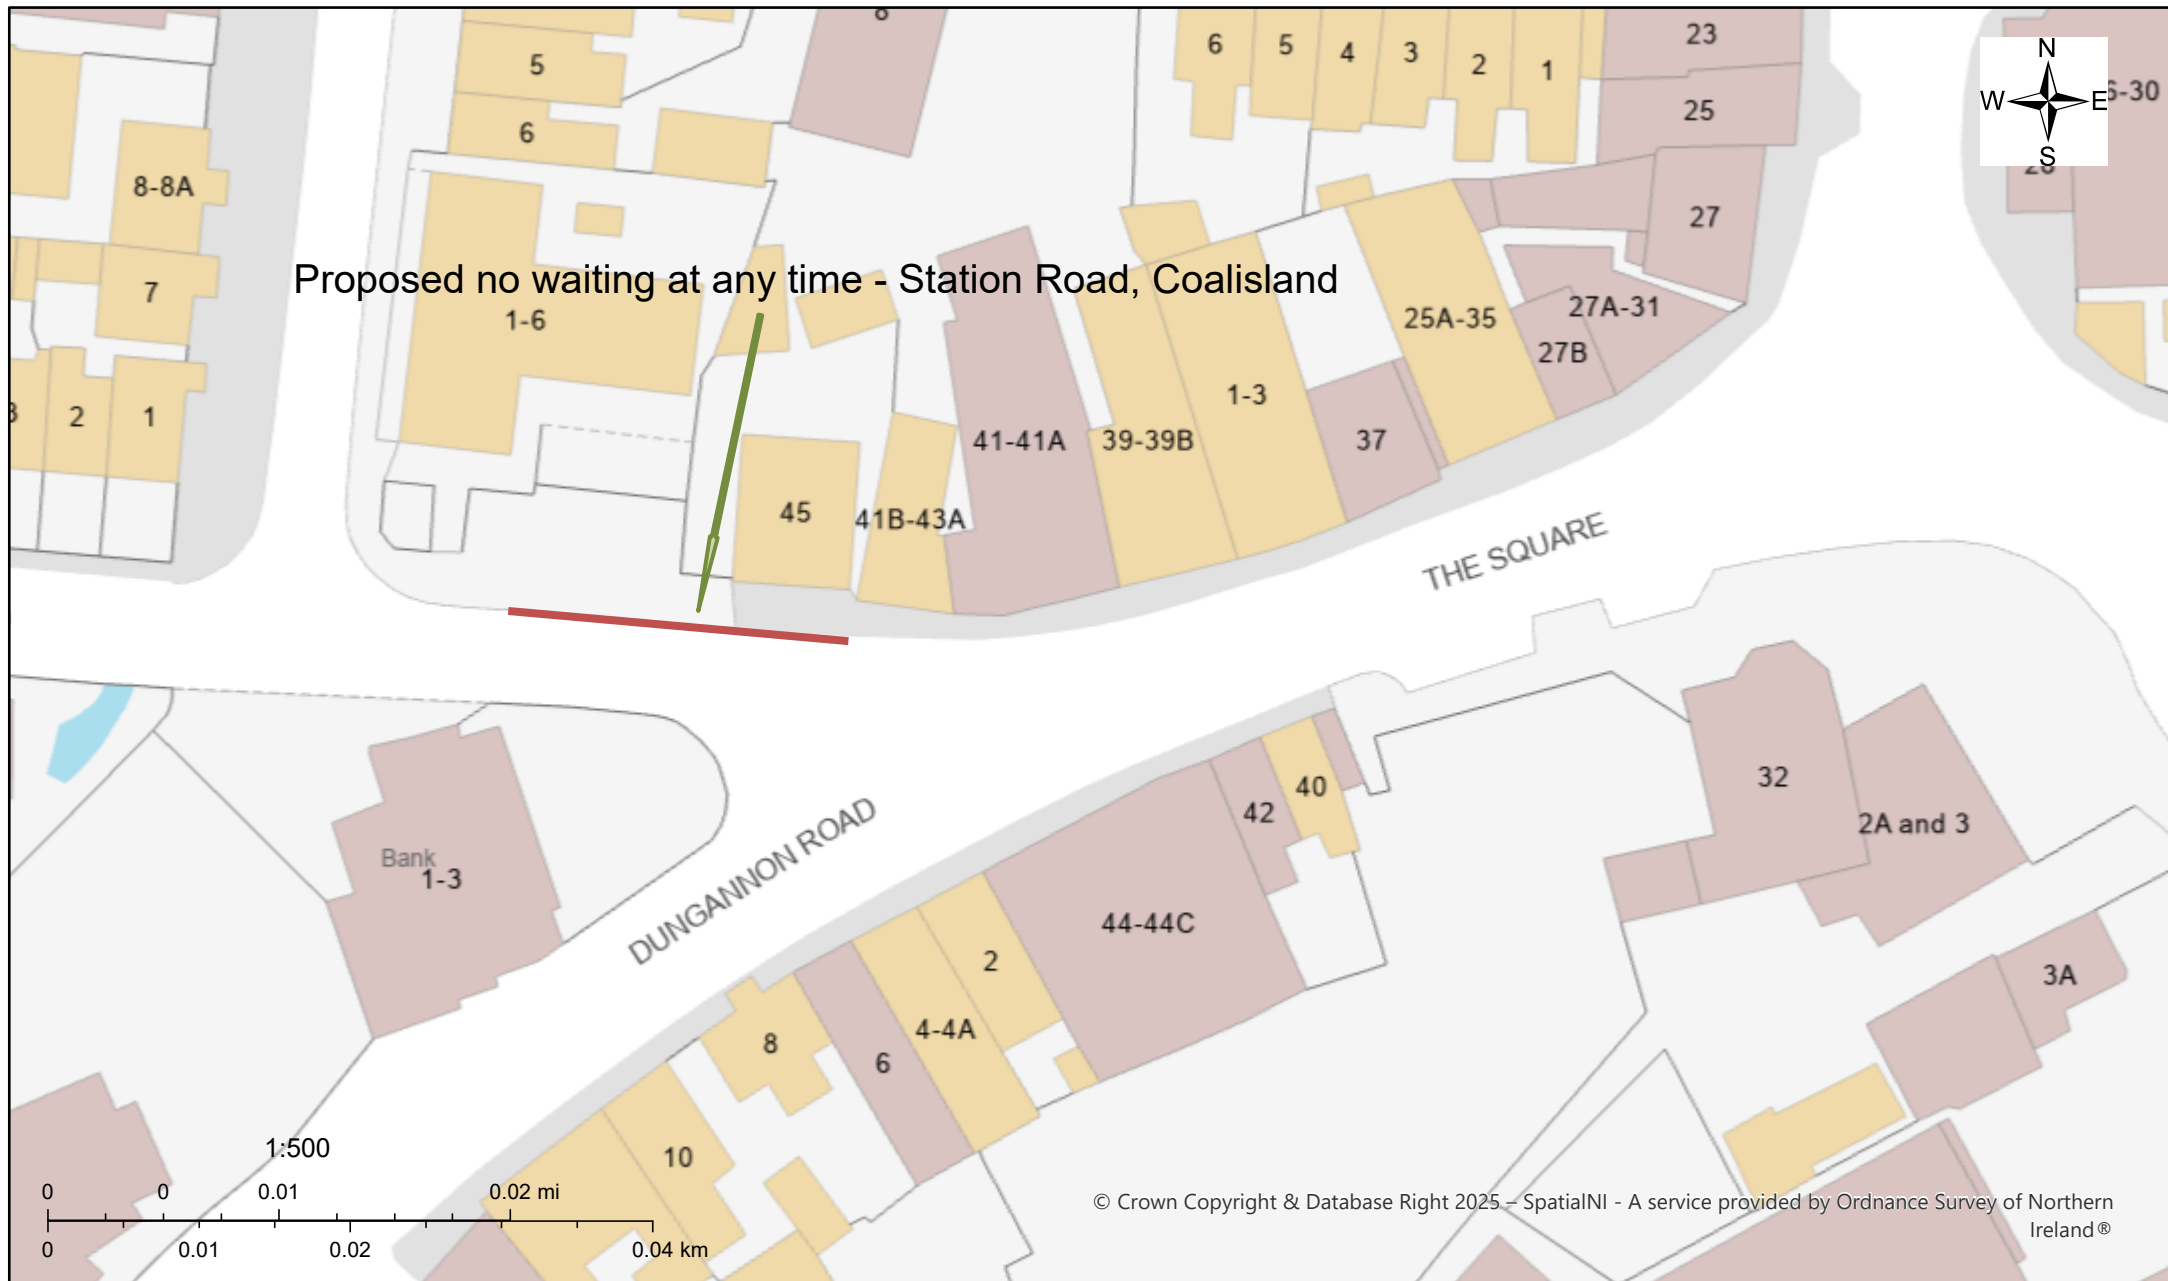 8
6
5
4
3
2
1
23
N
W
E
S
6-30
5
25
6
8-8A
28
27
Proposed no waiting at any time - Station Road, Coalisland
7
1-6
25A-35
27A-31
27B
3
2
1
1-3
41-41A
39-39B
37
45
41B-43A
THE SQUARE
32
40
42
2A and 3
DUNGANNON ROAD
Bank
1-3
44-44C
2
3A
4-4A
8
6
10
1:500
0 0 0.01 0.02 mi
0 0.01 0.02 0.04 km
© Crown Copyright & Database Right 2025 – SpatialNI - A service provided by Ordnance Survey of Northern
Ireland®